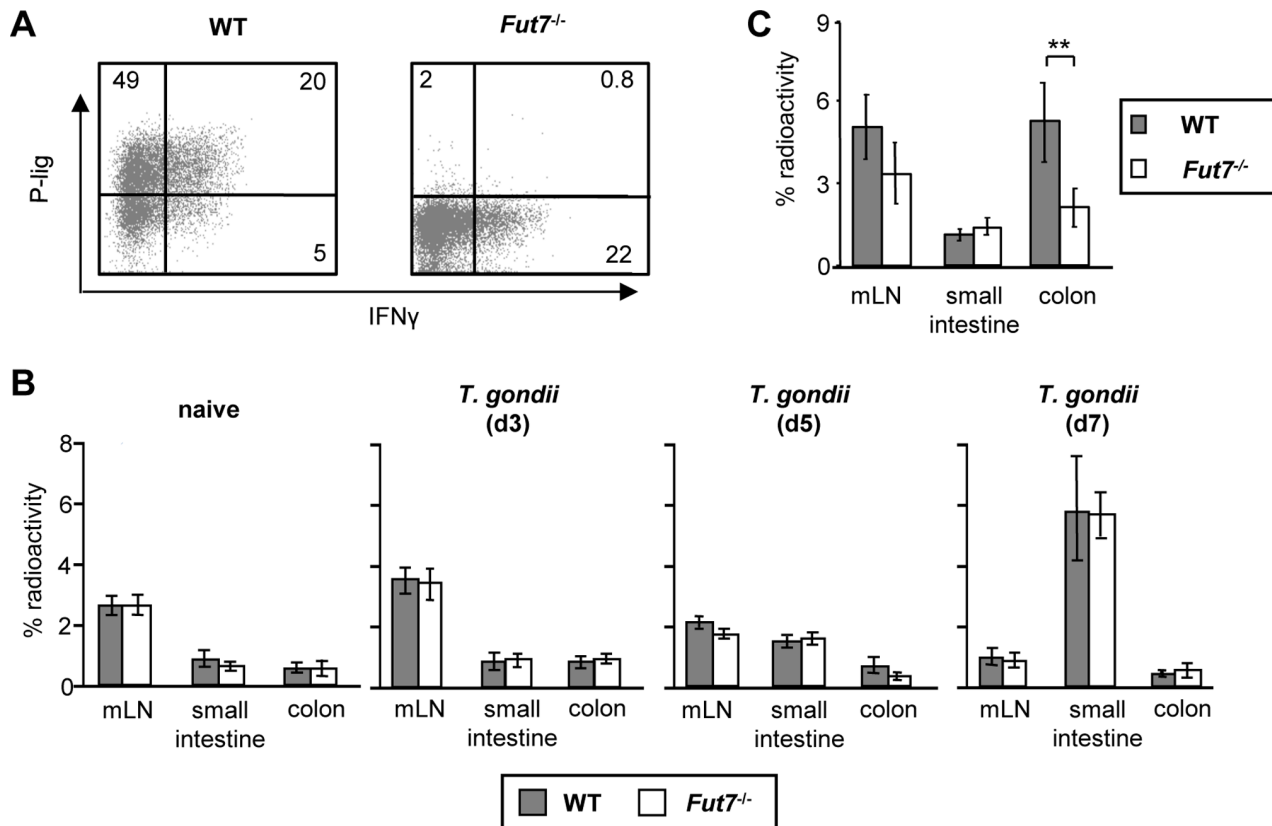 A
WT
Fut7-/-
49
20
5
2
0.8
22
P-lig
IFNγ
C
9
6
3
0
% radioactivity
**
mLN
small
intestine
colon
WT
Fut7-/-
B
naive
T. gondii
(d3)
T. gondii
(d5)
T. gondii
(d7)
8
6
4
2
0
% radioactivity
mLN
small
intestine
colon
mLN
small
intestine
colon
mLN
small
intestine
colon
mLN
small
intestine
colon
WT
Fut7-/-